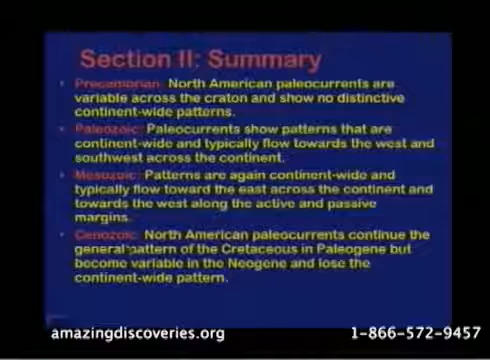 Section II: Summary
• Precambrian: North American paleocurrents are
variable across the craton and show no distinctive
continent-wide patterns.
• Paleozoic: Paleocurrents show patterns that are
continent-wide and typically flow towards the west and
southwest across the continent.
• Mesozoic: Patterns are again continent-wide and
typically flow toward the east across the continent and
towards the west along the active and passive
margins.
• Cenozoic: North American paleocurrents continue the
general pattern of the Cretaceous in Paleogene but
become variable in the Neogene and lose the
continent-wide pattern.
amazingdiscoveries.org
1-866-572-9457